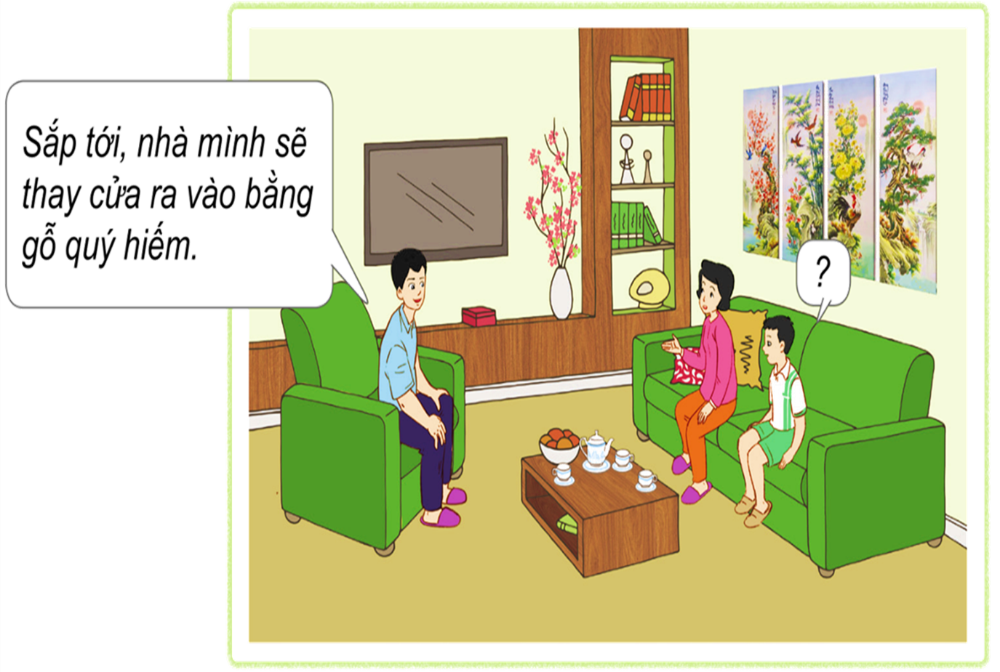 Sắp tới, nhà mình sẽ
thay cửa ra vào bằng
gỗ quý hiếm.
?